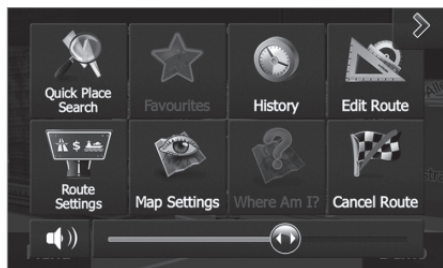 Quick Place
Search
Favourites
History
Edit Route
Route
Settings
Map Settings
Where Am I?
Cancel Route